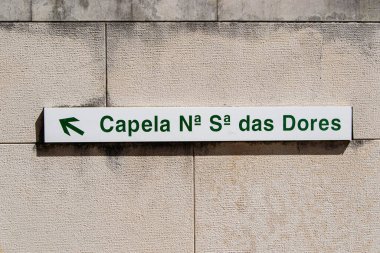 Capela Nª Sª das Dores